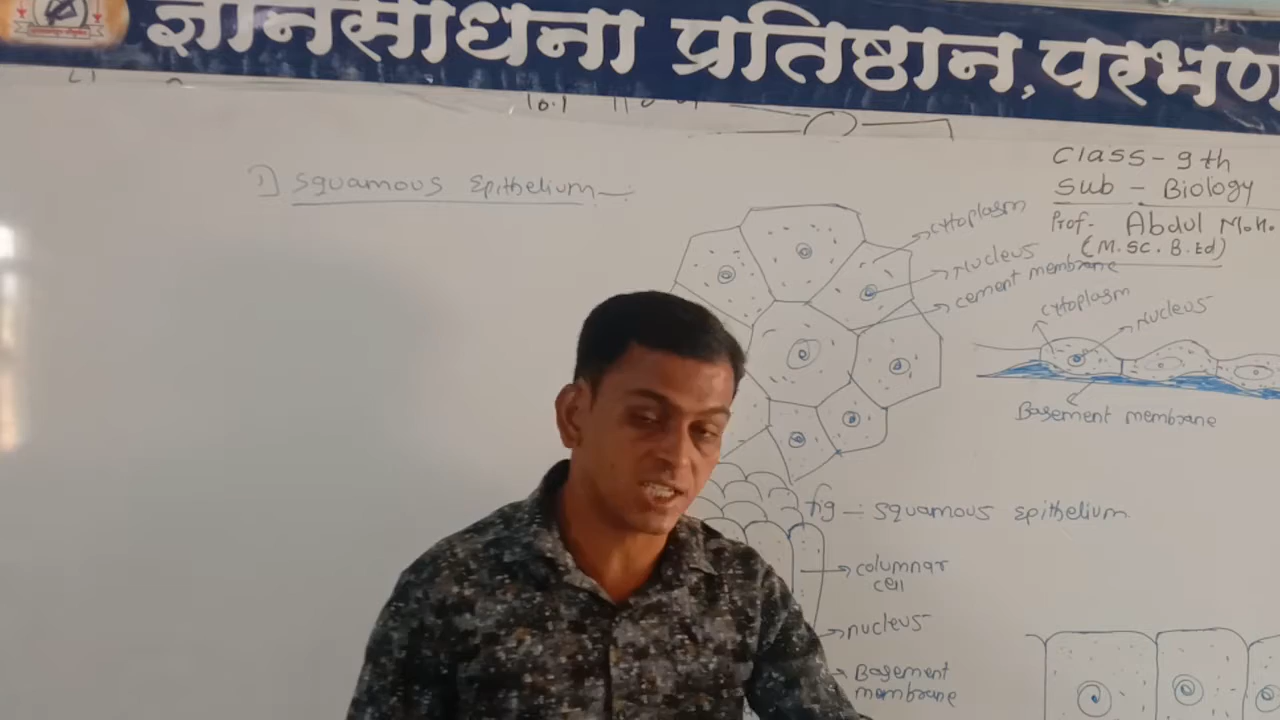 ज्ञानसाधना प्रतिष्ठान, परभण
1) Squamous Epithelium :
Class - 9th
Sub - Biology
Prof. Abdul M.H.
(M.SC. B.Ed)
cytoplasm
Nucleus
cement membrane
cytoplasm
Nucleus
Basement membrane
fig -: Squamous epithelium
columnar
cell
nucleus
Basement
membrane